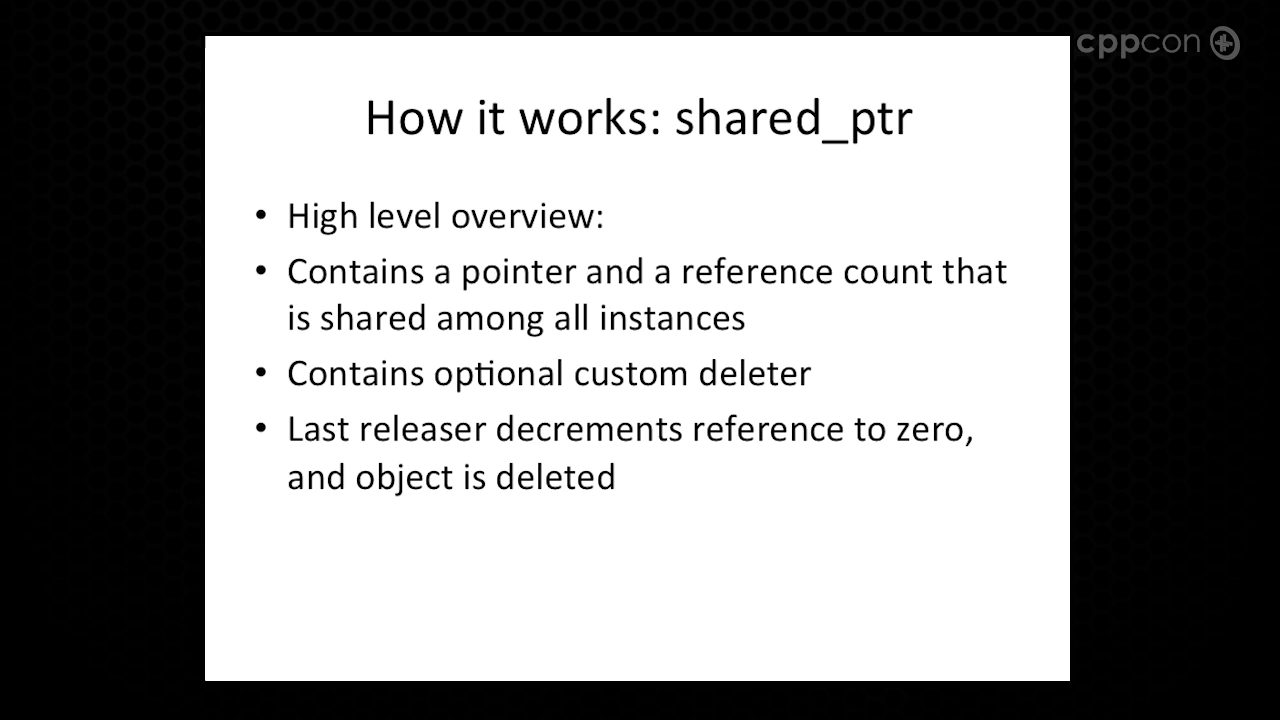 cppcon
How it works: shared_ptr
• High level overview:
• Contains a pointer and a reference count that
is shared among all instances
• Contains optional custom deleter
• Last releaser decrements reference to zero,
and object is deleted